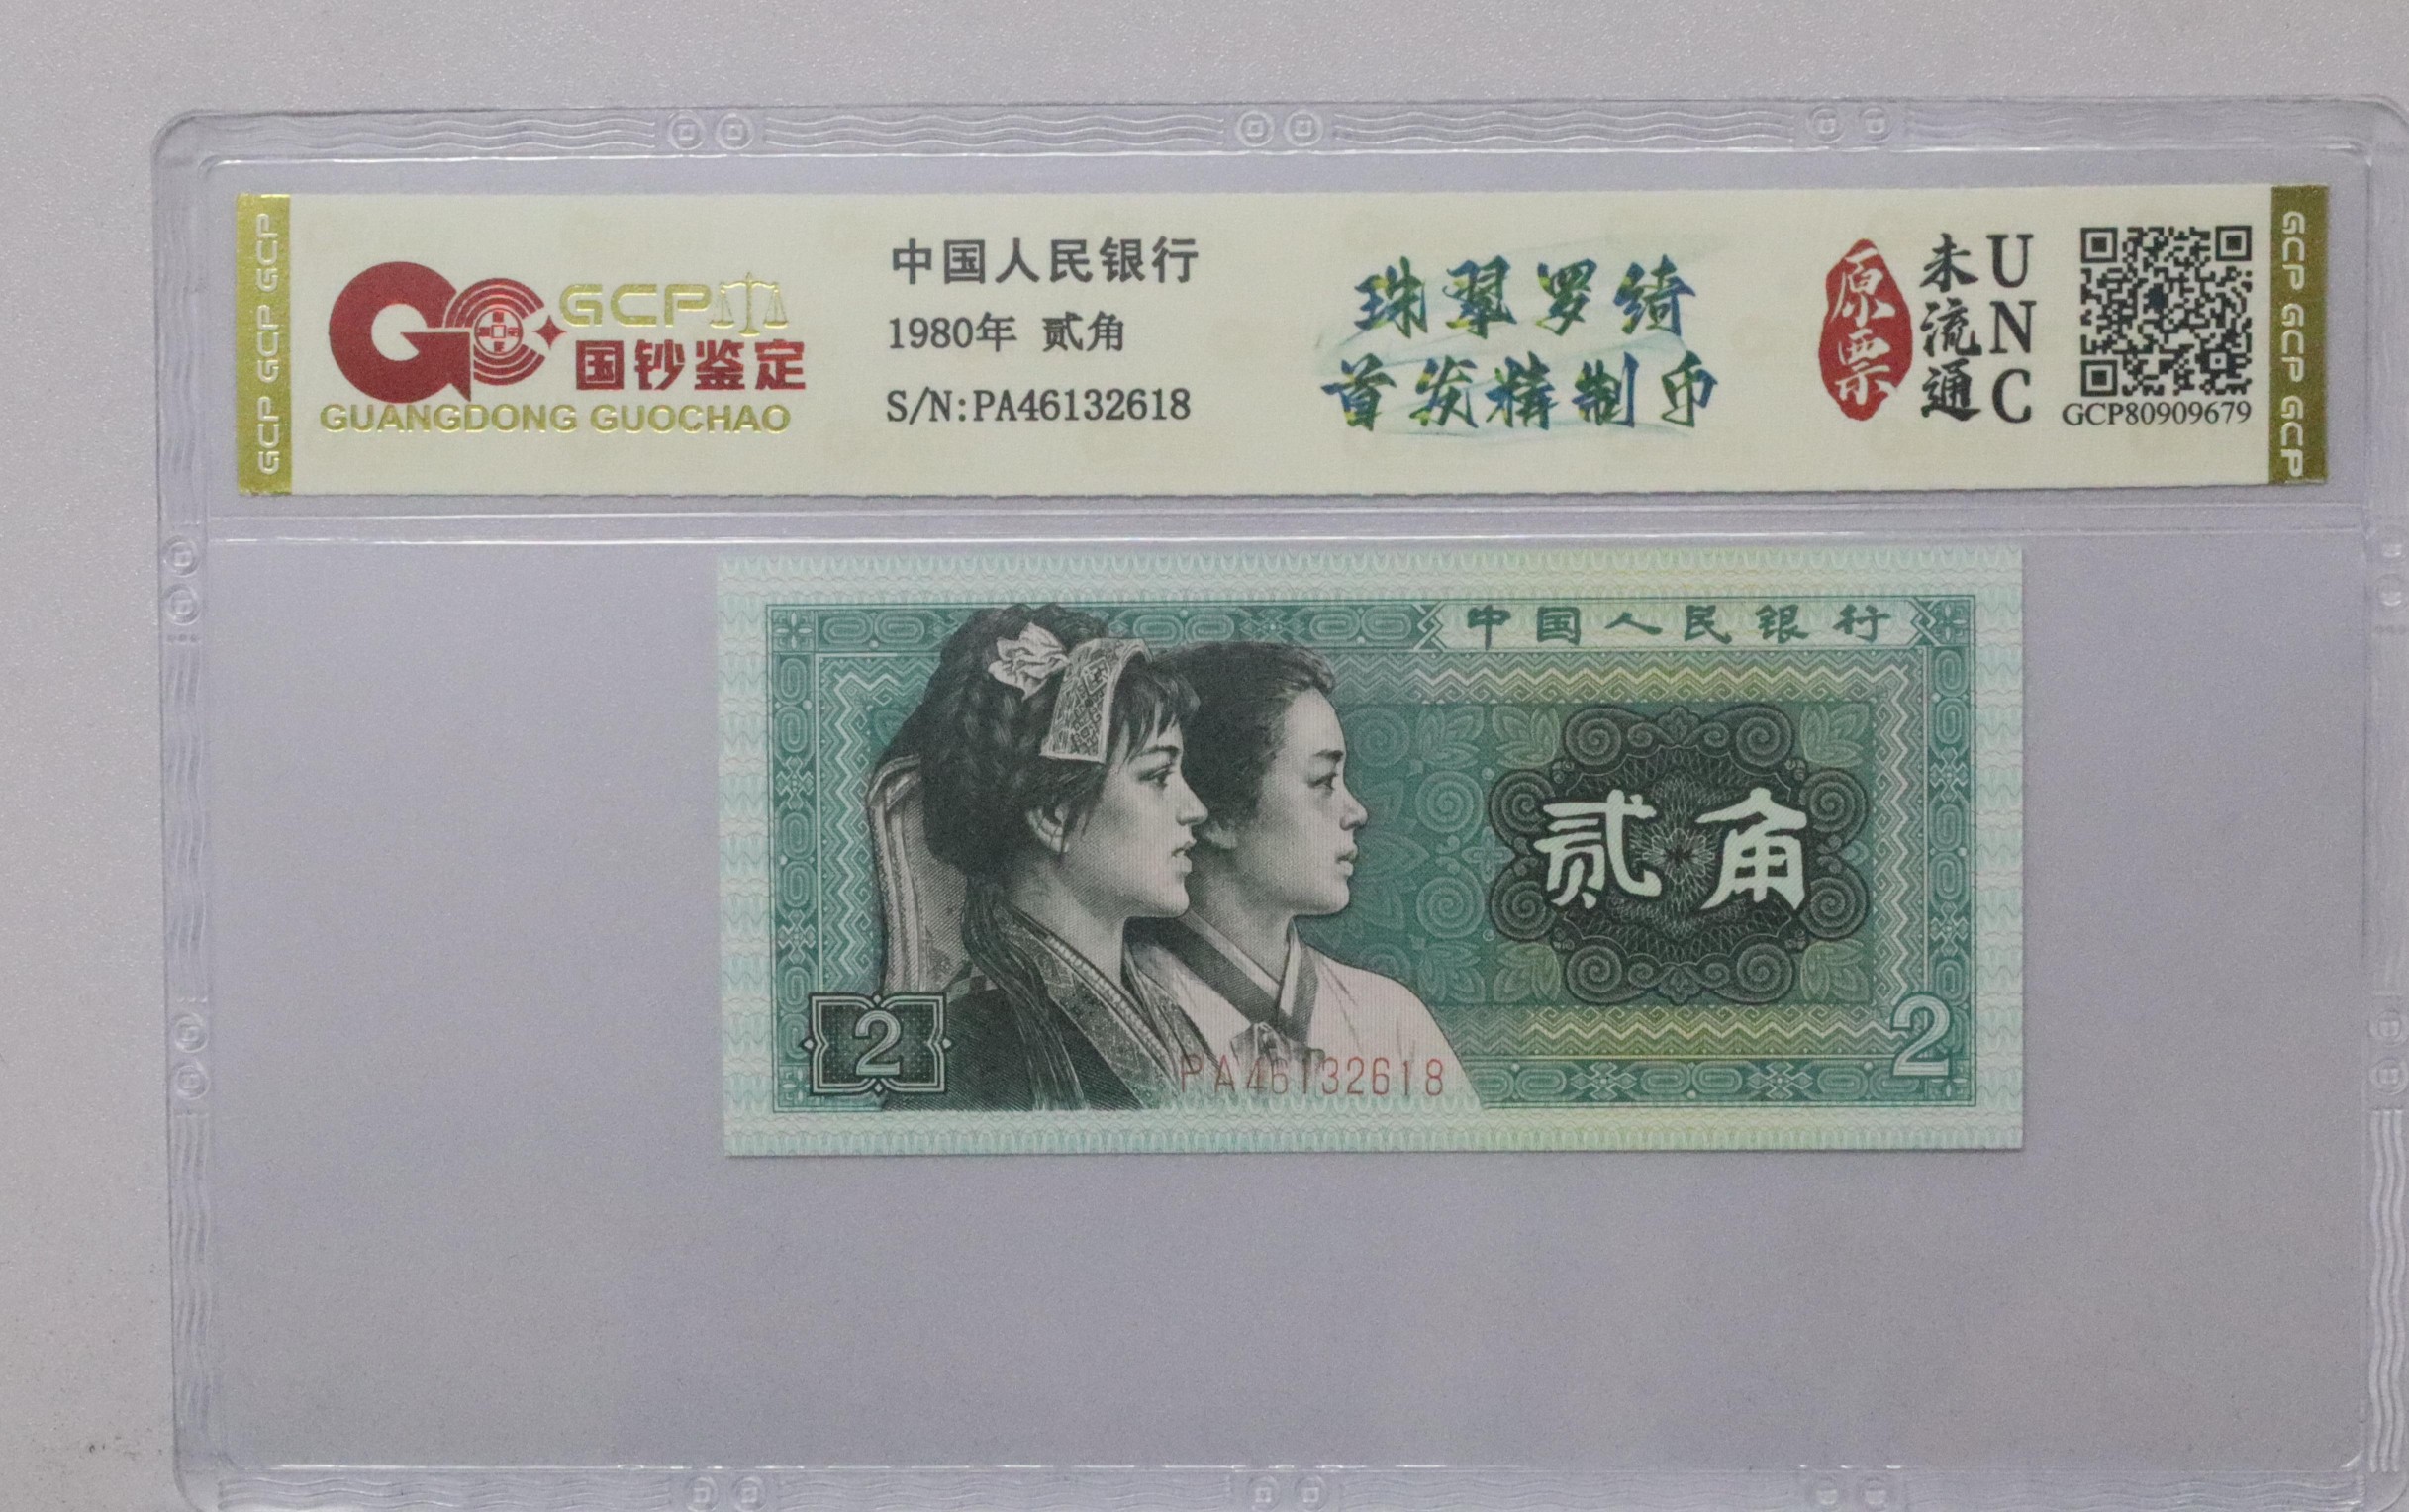 GCP GCP GCP
GCP
国钞鉴定
GUANGDONG GUOCHAO
中国人民银行
1980年 贰角
S/N:PA46132618
珠翠罗绮
首发精制币
原票
未流通
UNC
GCP80909679
GCP GCP GCP
中国人民银行
贰角
2
2
PA46132618